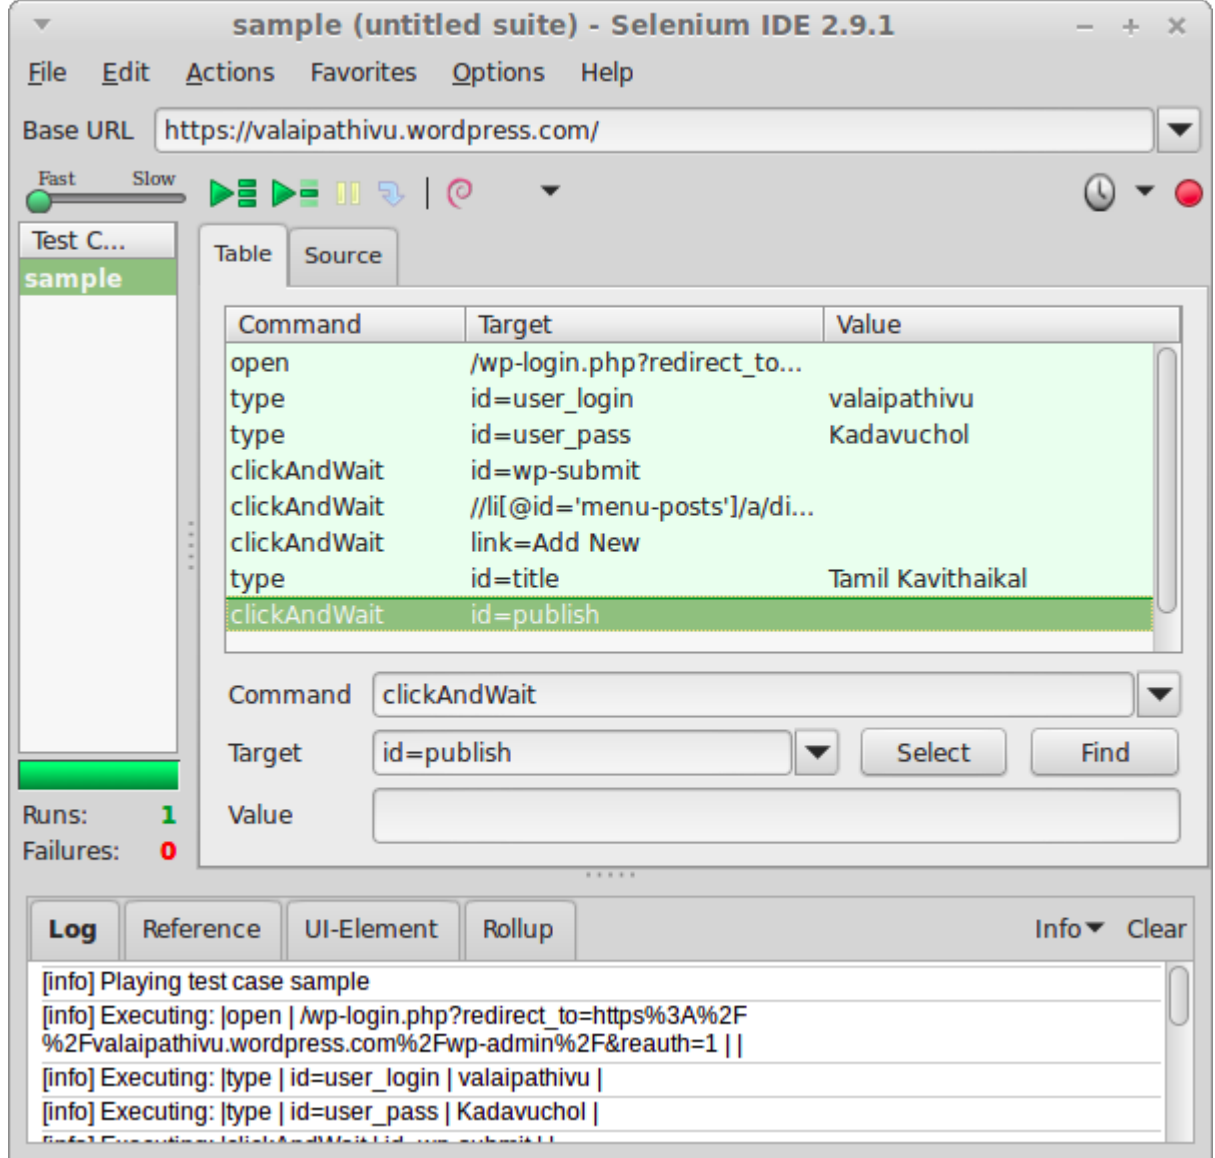 sample (untitled suite) - Selenium IDE 2.9.1
File Edit Actions Favorites Options Help
Base URL https://valaipathivu.wordpress.com/
Fast Slow
Test C...
sample
Table Source
Command Target Value
open /wp-login.php?redirect_to...
type id=user_login valaipathivu
type id=user_pass Kadavuchol
clickAndWait id=wp-submit
clickAndWait //li[@id='menu-posts']/a/di...
clickAndWait link=Add New
type id=title Tamil Kavithaikal
clickAndWait id=publish
Command clickAndWait
Target id=publish Select Find
Value
Runs: 1
Failures: 0
Log Reference UI-Element Rollup Info Clear
[info] Playing test case sample
[info] Executing: |open | /wp-login.php?redirect_to=https%3A%2F
%2Fvalaipathivu.wordpress.com%2Fwp-admin%2F&reauth=1 | |
[info] Executing: |type | id=user_login | valaipathivu |
[info] Executing: |type | id=user_pass | Kadavuchol |
[info] Executing: |clickAndWait | id=wp-submit | |